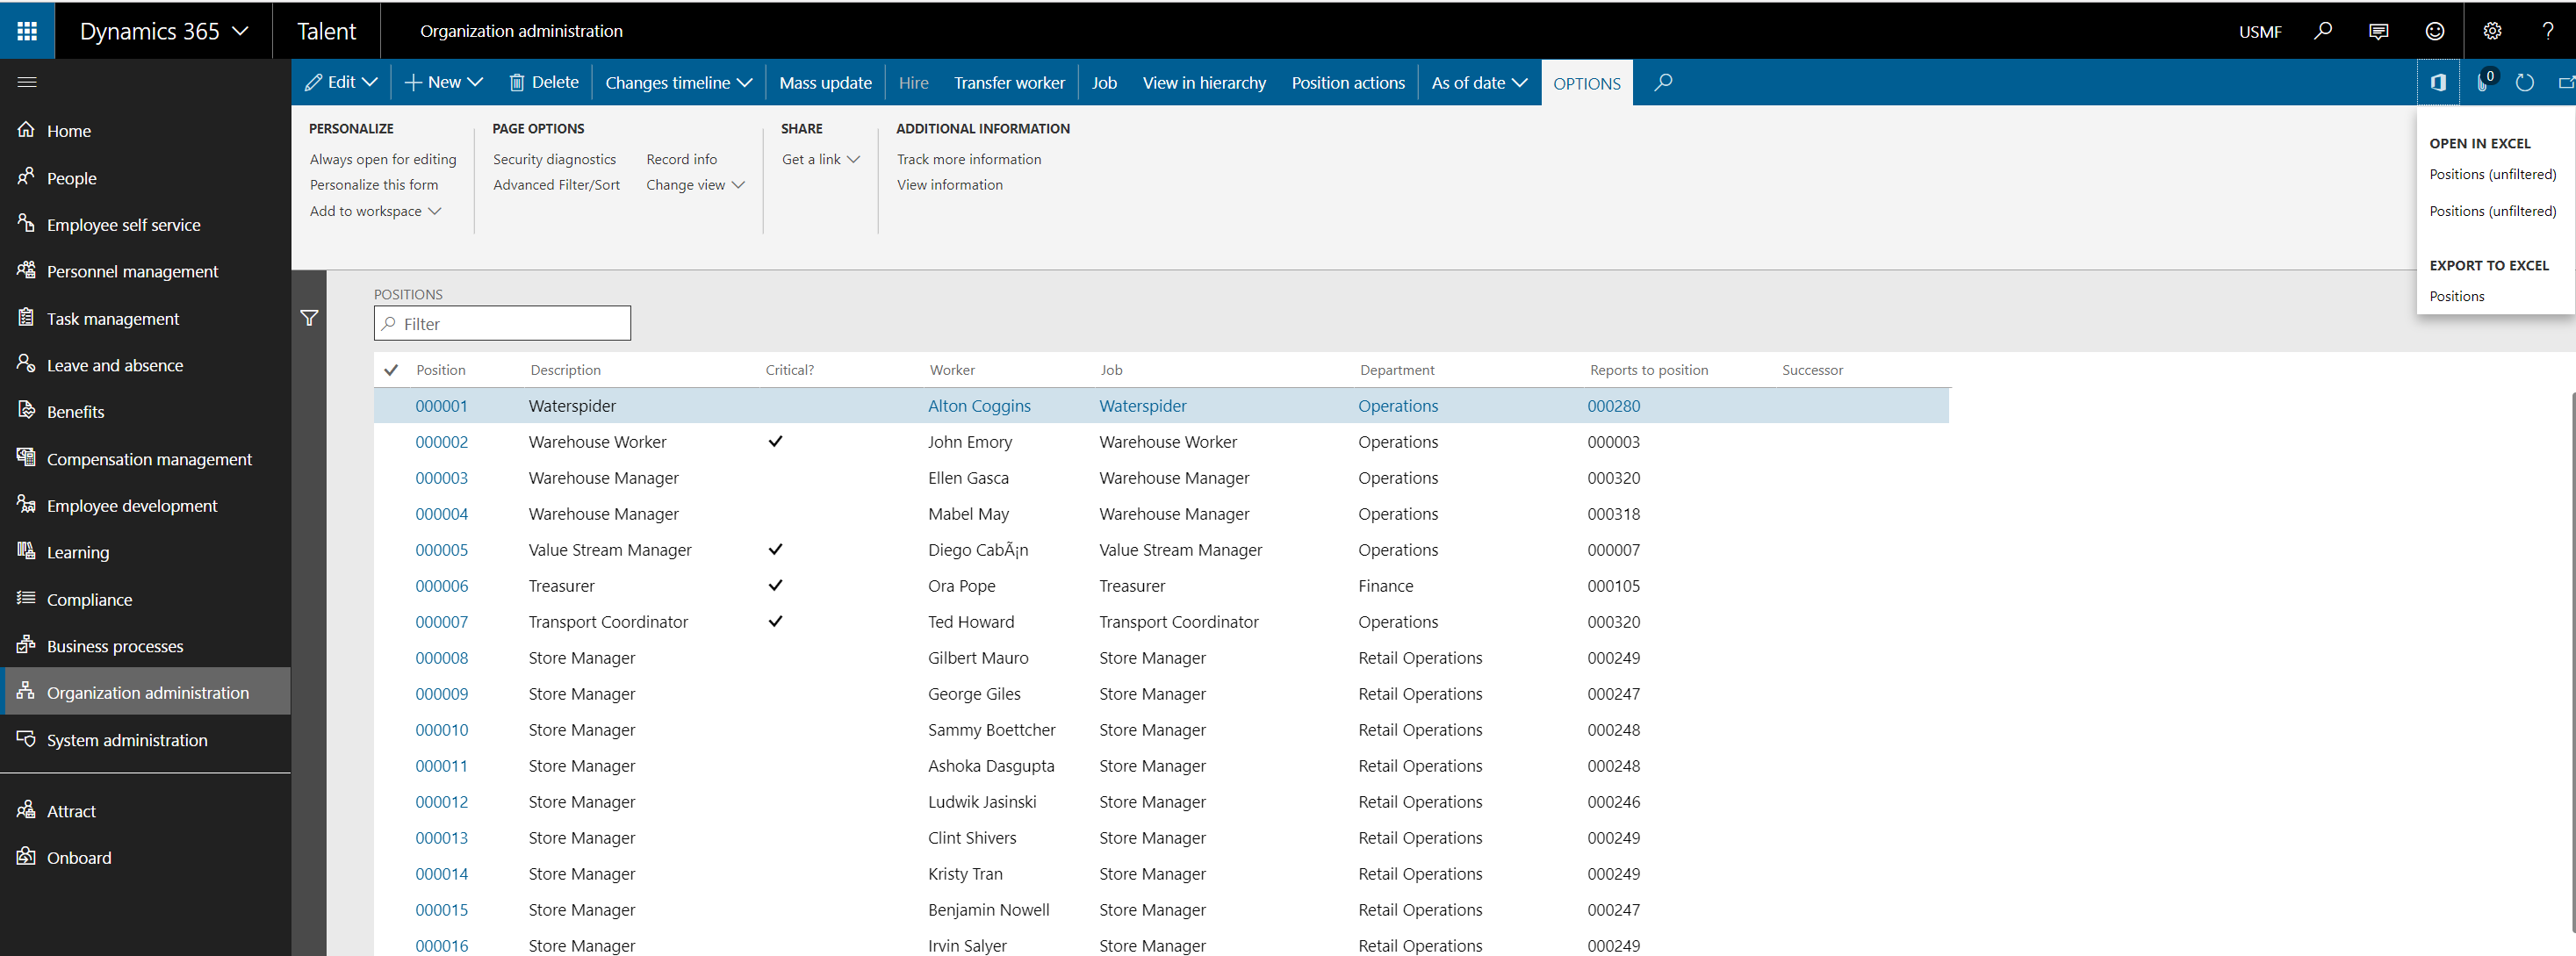 Dynamics 365 Talent Organization administration USMF ?
Edit New Delete Changes timeline Mass update Hire Transfer worker Job View in hierarchy Position actions As of date OPTIONS 0
Home
People
Employee self service
Personnel management
Task management
Leave and absence
Benefits
Compensation management
Employee development
Learning
Compliance
Business processes
Organization administration
System administration
Attract
Onboard
PERSONALIZE
Always open for editing
Personalize this form
Add to workspace
PAGE OPTIONS
Security diagnostics Record info
Advanced Filter/Sort Change view
SHARE
Get a link
ADDITIONAL INFORMATION
Track more information
View information
OPEN IN EXCEL
Positions (unfiltered)
Positions (unfiltered)
EXPORT TO EXCEL
Positions
POSITIONS
Filter
Position Description Critical? Worker Job Department Reports to position Successor
000001 Waterspider Alton Coggins Waterspider Operations 000280
000002 Warehouse Worker John Emory Warehouse Worker Operations 000003
000003 Warehouse Manager Ellen Gasca Warehouse Manager Operations 000320
000004 Warehouse Manager Mabel May Warehouse Manager Operations 000318
000005 Value Stream Manager Diego CabÃ¡n Value Stream Manager Operations 000007
000006 Treasurer Ora Pope Treasurer Finance 000105
000007 Transport Coordinator Ted Howard Transport Coordinator Operations 000320
000008 Store Manager Gilbert Mauro Store Manager Retail Operations 000249
000009 Store Manager George Giles Store Manager Retail Operations 000247
000010 Store Manager Sammy Boettcher Store Manager Retail Operations 000248
000011 Store Manager Ashoka Dasgupta Store Manager Retail Operations 000248
000012 Store Manager Ludwik Jasinski Store Manager Retail Operations 000246
000013 Store Manager Clint Shivers Store Manager Retail Operations 000249
000014 Store Manager Kristy Tran Store Manager Retail Operations 000249
000015 Store Manager Benjamin Nowell Store Manager Retail Operations 000247
000016 Store Manager Irvin Salyer Store Manager Retail Operations 000249